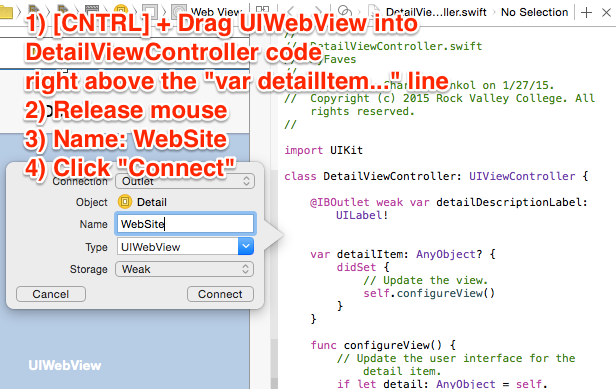 Web View
DetailVie...ller.swift
No Selection
1) [CNTRL] + Drag UIWebView into
DetailViewController code
right above the "var detailItem..." line
2) Release mouse
3) Name: WebSite
4) Click "Connect"
Connection
Outlet
Object
Detail
Name
WebSite
Type
UIWebView
Storage
Weak
Cancel
Connect
UIWebView
//
// DetailViewController.swift
//
on 1/27/15.
// Copyright (c) 2015 Rock Valley College. All
rights reserved.
//
import UIKit
class DetailViewController: UIViewController {
@IBOutlet weak var detailDescriptionLabel:
UILabel!
var detailItem: AnyObject? {
didSet {
// Update the view.
self.configureView()
}
}
func configureView() {
// Update the user interface for the
detail item.
if let detail: AnyObject = self.